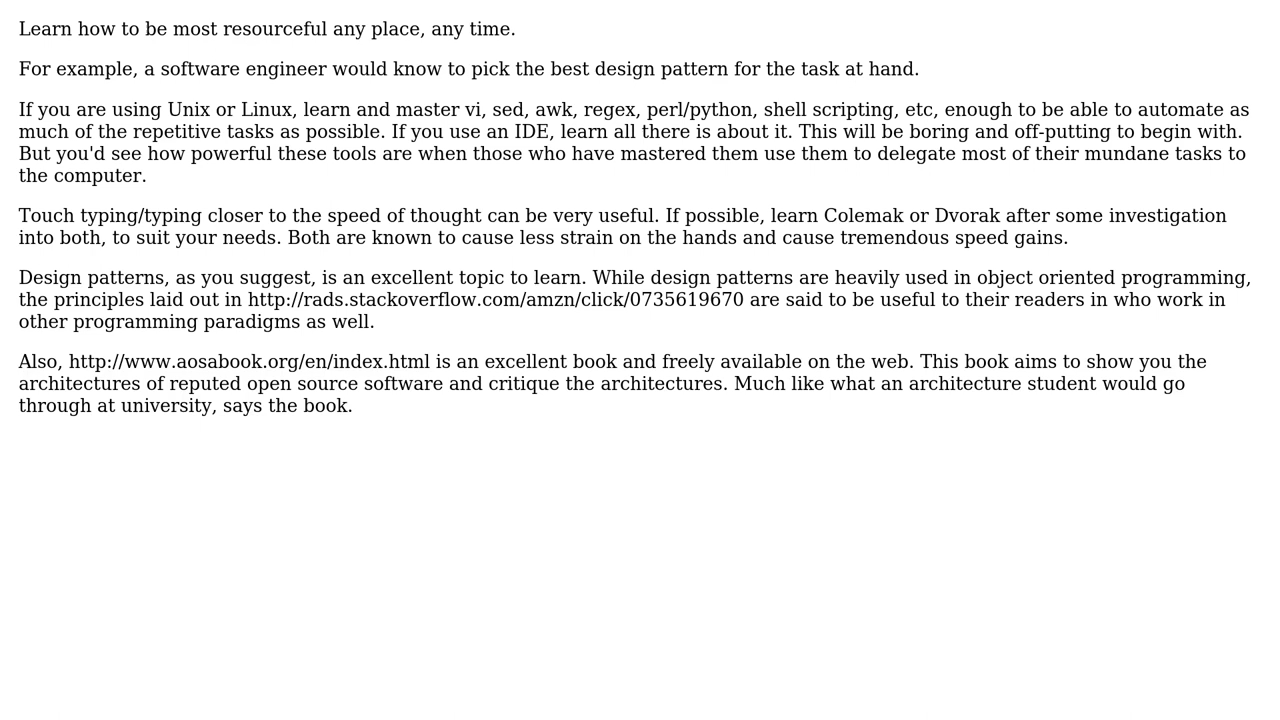 Learn how to be most resourceful any place, any time.
For example, a software engineer would know to pick the best design pattern for the task at hand.
If you are using Unix or Linux, learn and master vi, sed, awk, regex, perl/python, shell scripting, etc, enough to be able to automate as
much of the repetitive tasks as possible. If you use an IDE, learn all there is about it. This will be boring and off-putting to begin with.
But you'd see how powerful these tools are when those who have mastered them use them to delegate most of their mundane tasks to
the computer.
Touch typing/typing closer to the speed of thought can be very useful. If possible, learn Colemak or Dvorak after some investigation
into both, to suit your needs. Both are known to cause less strain on the hands and cause tremendous speed gains.
Design patterns, as you suggest, is an excellent topic to learn. While design patterns are heavily used in object oriented programming,
the principles laid out in http://rads.stackoverflow.com/amzn/click/0735619670 are said to be useful to their readers in who work in
other programming paradigms as well.
Also, http://www.aosabook.org/en/index.html is an excellent book and freely available on the web. This book aims to show you the
architectures of reputed open source software and critique the architectures. Much like what an architecture student would go
through at university, says the book.